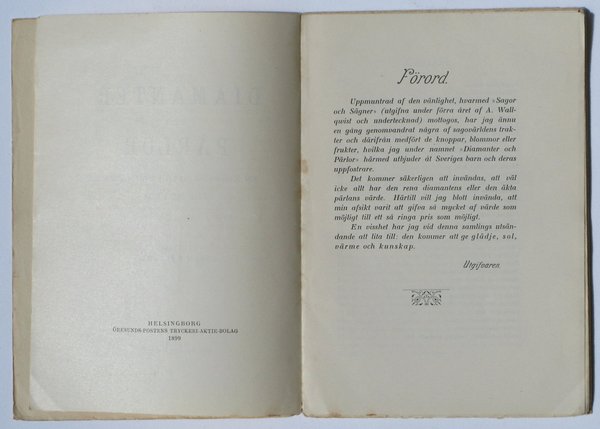 HELSINGBORG
ÖRESUNDS-POSTENS TRYCKERI-AKTIE-BOLAG
1899
Förord.
Uppmuntrad af den vänlighet, hvarmed »Sagor
och Sägner» (utgifna under förra året af A. Wall-
qvist och undertecknad) mottogos, har jag ännu
en gång genomvandrat några af sagovärldens trak-
ter och därifrån medfört de knoppar, blommor eller
frukter, hvilka jag under namnet »Diamanter och
Pärlor» härmed utbjuder åt Sveriges barn och deras
uppfostrare.
Det kommer säkerligen att invändas, att väl
icke allt har den rena diamantens eller den äkta
pärlans värde. Härtill vill jag blott invända, att
min afsikt varit att gifva så mycket af värde som
möjligt till ett så ringa pris som möjligt.
En visshet har jag vid denna samlings utsän-
dande att lita till: den kommer att ge glädje, sol,
värme och kunskap.
Utgifvaren.